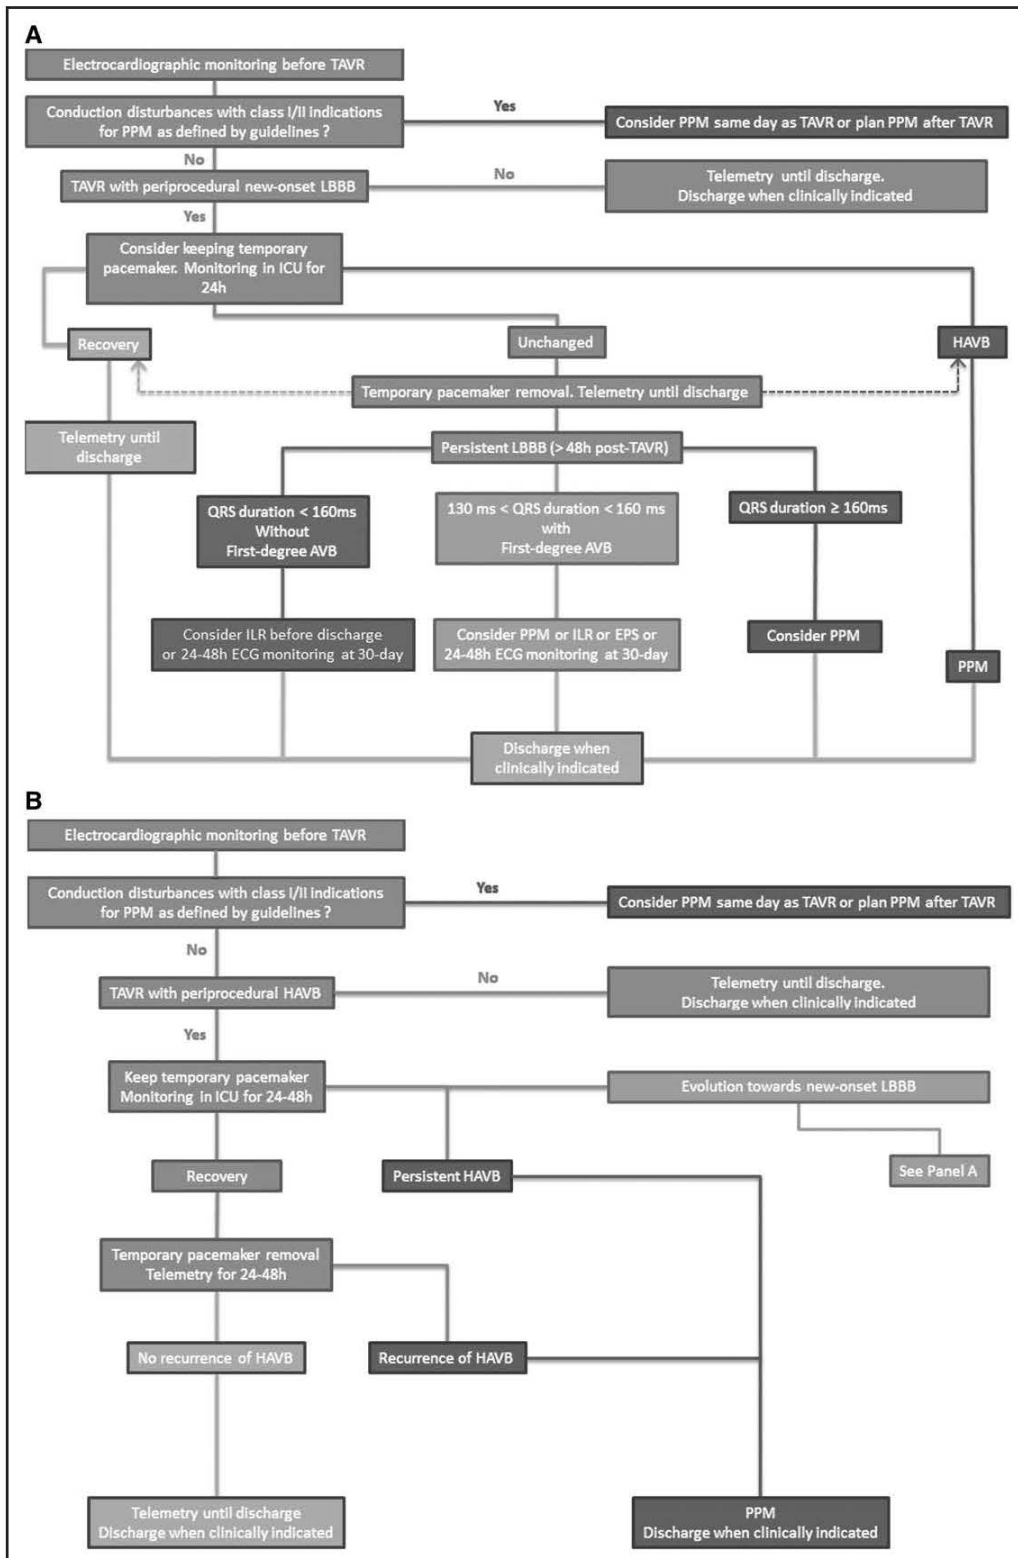 A
Electrocardiographic monitoring before TAVR
Conduction disturbances with class I/II indications
for PPM as defined by guidelines ?
Yes
Consider PPM same day as TAVR or plan PPM after TAVR
No
TAVR with periprocedural new-onset LBBB
No
Telemetry until discharge.
Discharge when clinically indicated
Yes
Consider keeping temporary
pacemaker. Monitoring in ICU for
24h
Recovery
Unchanged
HAVB
Temporary pacemaker removal. Telemetry until discharge
Telemetry until
discharge
Persistent LBBB (> 48h post-TAVR)
QRS duration < 160ms
Without
First-degree AVB
130 ms < QRS duration < 160 ms
with
First-degree AVB
QRS duration ≥ 160ms
Consider ILR before discharge
or 24-48h ECG monitoring at 30-day
Consider PPM or ILR or EPS or
24-48h ECG monitoring at 30-day
Consider PPM
PPM
Discharge when
clinically indicated
B
Electrocardiographic monitoring before TAVR
Conduction disturbances with class I/II indications
for PPM as defined by guidelines ?
Yes
Consider PPM same day as TAVR or plan PPM after TAVR
No
TAVR with periprocedural HAVB
No
Telemetry until discharge.
Discharge when clinically indicated
Yes
Keep temporary pacemaker
Monitoring in ICU for 24-48h
Evolution towards new-onset LBBB
See Panel A
Recovery
Persistent HAVB
Temporary pacemaker removal
Telemetry for 24-48h
No recurrence of HAVB
Recurrence of HAVB
Telemetry until discharge
Discharge when clinically indicated
PPM
Discharge when clinically indicated